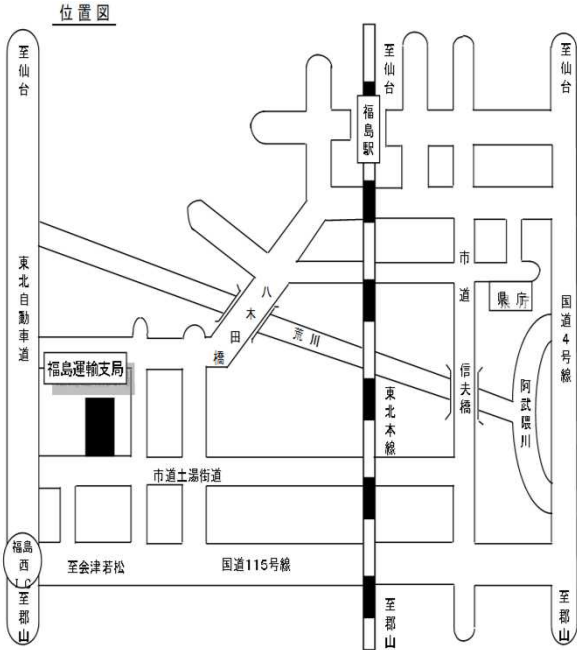 位置図
至仙台
至仙台
至仙台
福島駅
東北自動車道
市道
県庁
国道4号線
八木田橋
荒川
福島運輸支局
東北本線
信夫橋
阿武隈川
市道土湯街道
福島
西
IC
至会津若松
国道115号線
至郡山
至郡山
至郡山